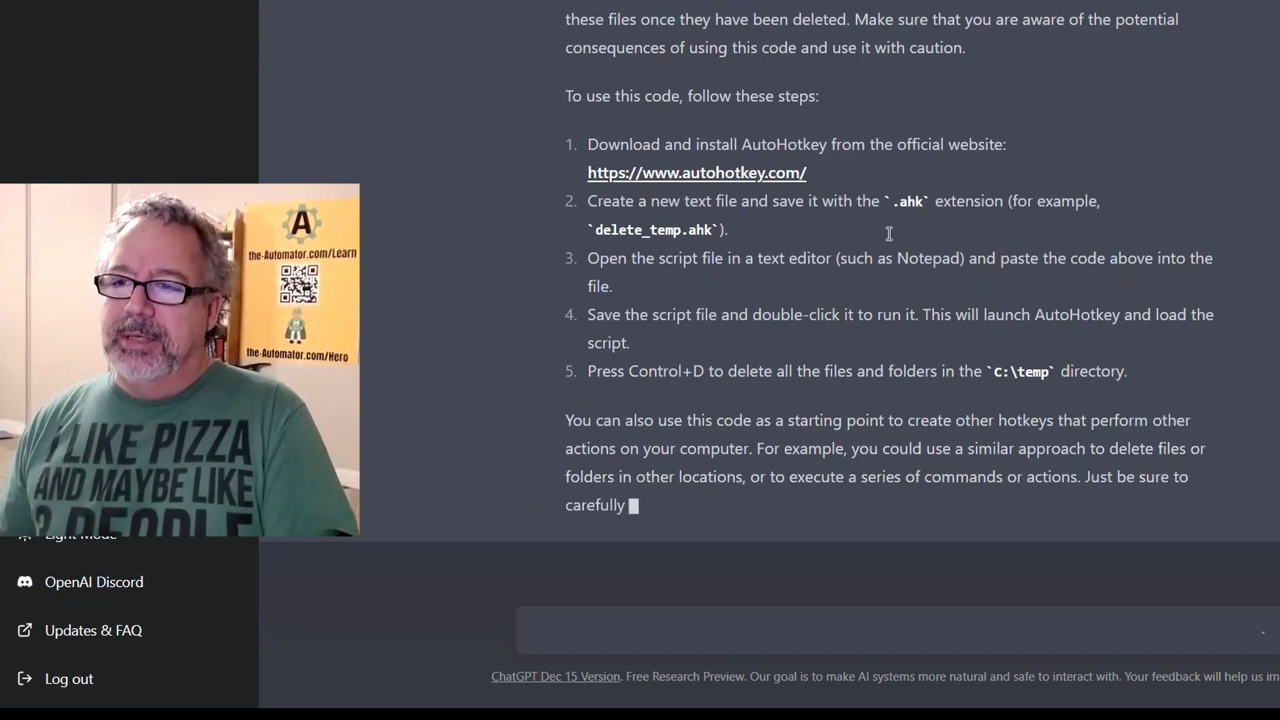 these files once they have been deleted. Make sure that you are aware of the potential
consequences of using this code and use it with caution.
To use this code, follow these steps:
1. Download and install AutoHotkey from the official website:
https://www.autohotkey.com/
2. Create a new text file and save it with the `.ahk` extension (for example,
`delete_temp.ahk`).
3. Open the script file in a text editor (such as Notepad) and paste the code above into the
file.
4. Save the script file and double-click it to run it. This will launch AutoHotkey and load the
script.
5. Press Control+D to delete all the files and folders in the `C:\temp` directory.
You can also use this code as a starting point to create other hotkeys that perform other
actions on your computer. For example, you could use a similar approach to delete files or
folders in other locations, or to execute a series of commands or actions. Just be sure to
carefully
A
the-Automator.com/Learn
the-Automator.com/Hero
I LIKE PIZZA
AND MAYBE LIKE
3 PEOPLE
Light Mode
OpenAI Discord
Updates & FAQ
Log out
ChatGPT Dec 15 Version. Free Research Preview. Our goal is to make AI systems more natural and safe to interact with. Your feedback will help us im